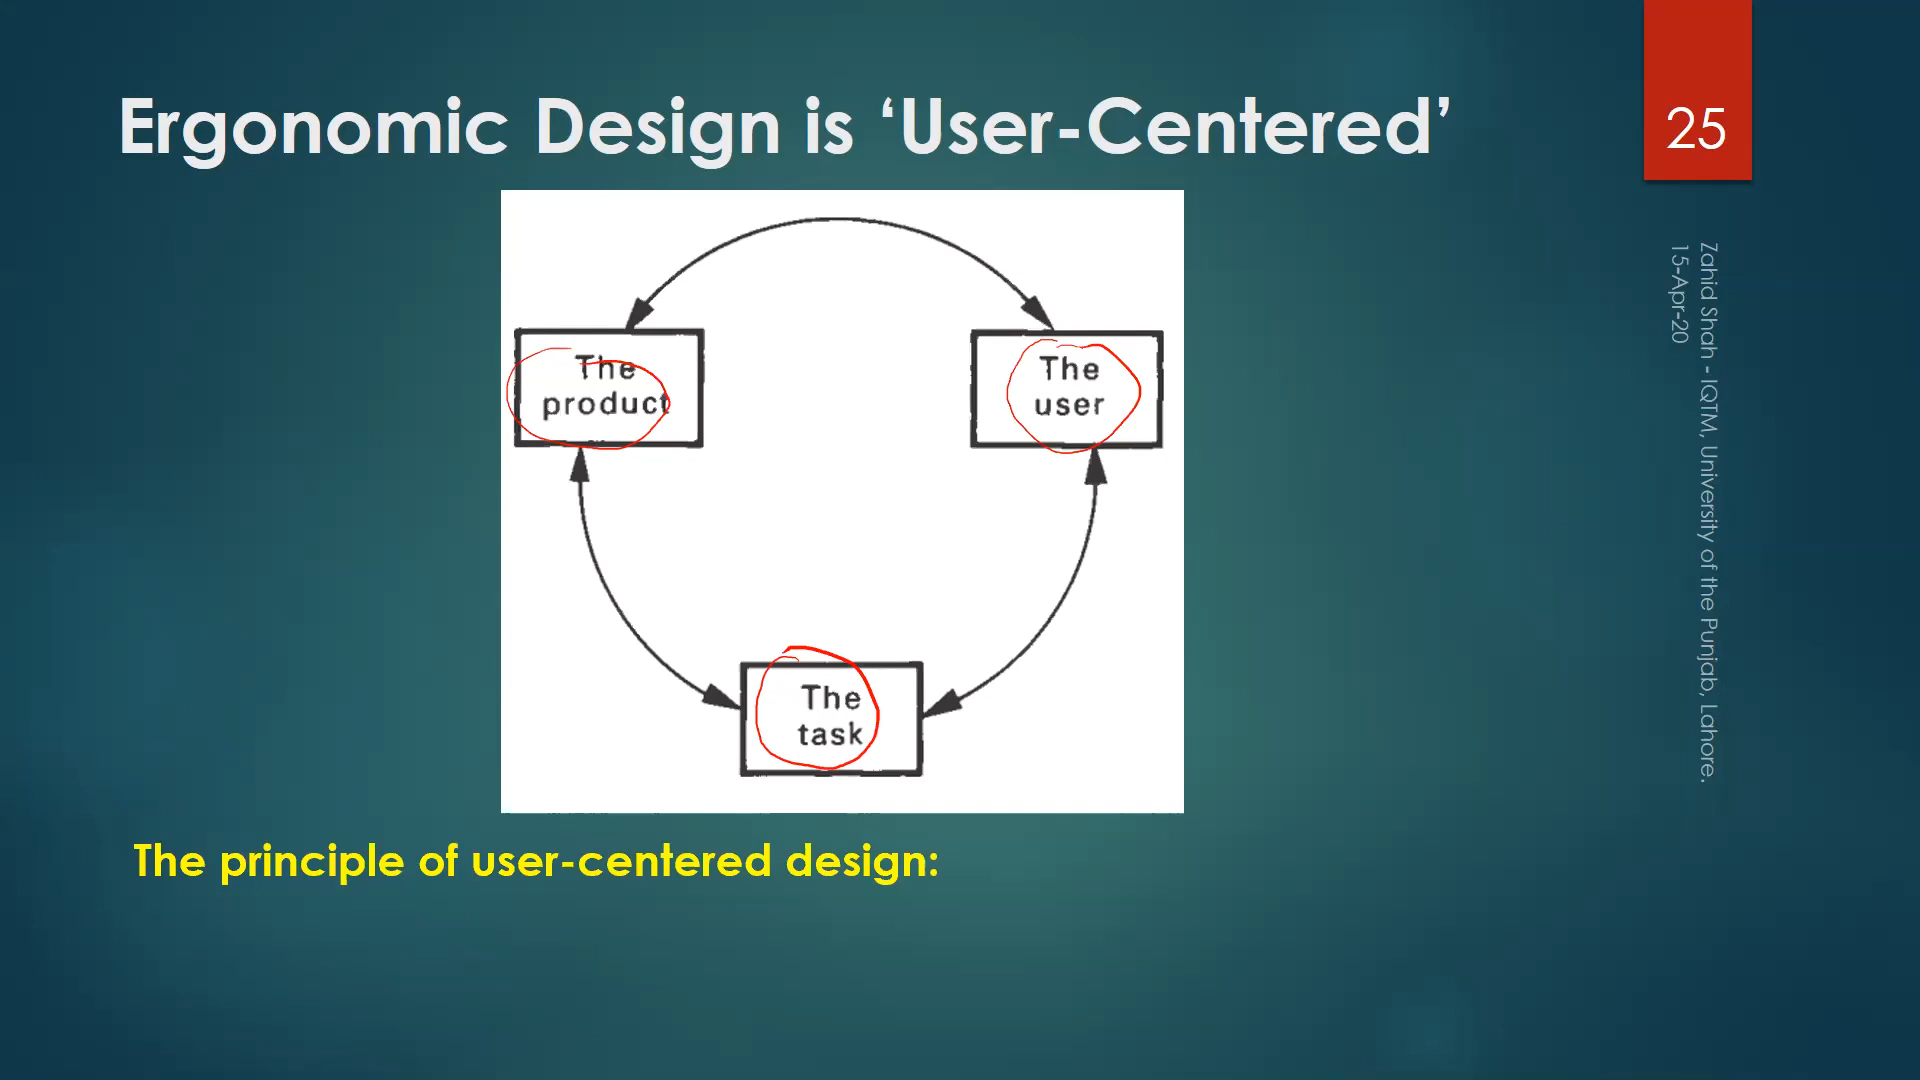 Ergonomic Design is ‘User-Centered’
25
The
product
The
user
The
task
The principle of user-centered design:
Zahid Shah - IQTM, University of the Punjab, Lahore.
15-Apr-20